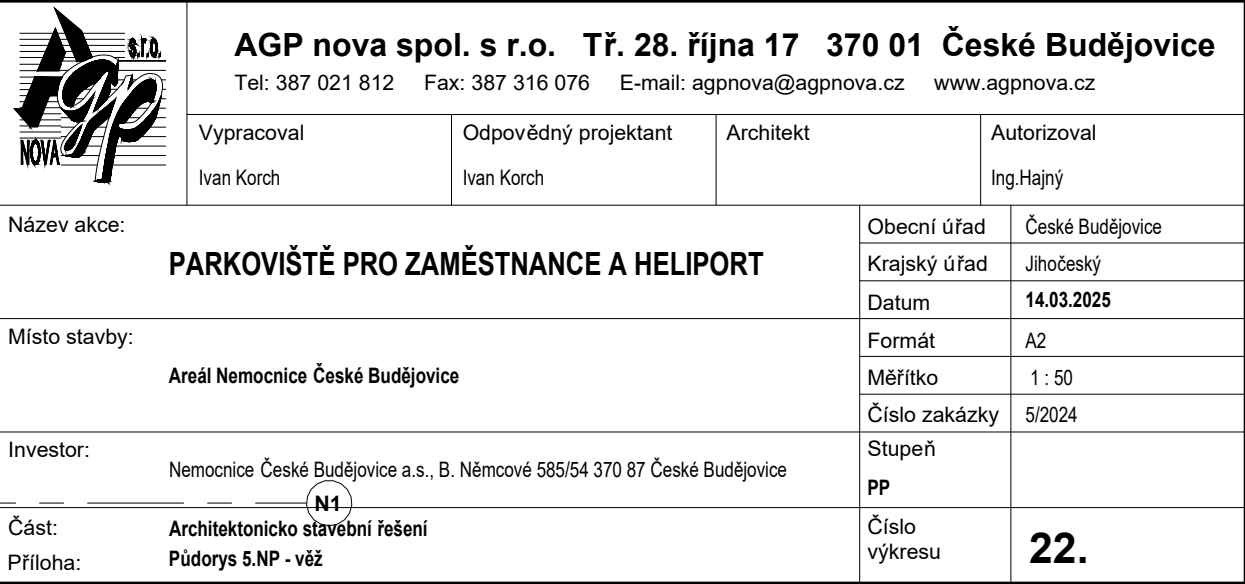 s.r.o.
Agp
NOVA
AGP nova spol. s r.o. Tř. 28. října 17 370 01 České Budějovice
Tel: 387 021 812 Fax: 387 316 076 E-mail: agpnova@agpnova.cz www.agpnova.cz
Vypracoval Odpovědný projektant Architekt Autorizoval
Ivan Korch Ivan Korch Ing.Hajný
Název akce:
PARKOVIŠTĚ PRO ZAMĚSTNANCE A HELIPORT
Obecní úřad České Budějovice
Krajský úřad Jihočeský
Datum 14.03.2025
Místo stavby:
Areál Nemocnice České Budějovice
Formát A2
Měřítko 1 : 50
Číslo zakázky 5/2024
Investor:
Nemocnice České Budějovice a.s., B. Němcové 585/54 370 87 České Budějovice
Stupeň
PP
N1
Část: Architektonicko stavební řešení
Příloha: Půdorys 5.NP - věž
Číslo
výkresu
22.